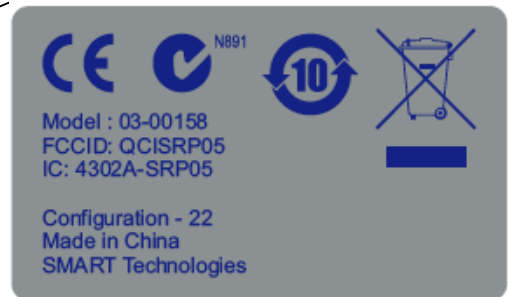 CE N891 10
Model : 03-00158
FCCID: QCISRP05
IC: 4302A-SRP05
Configuration - 22
Made in China
SMART Technologies